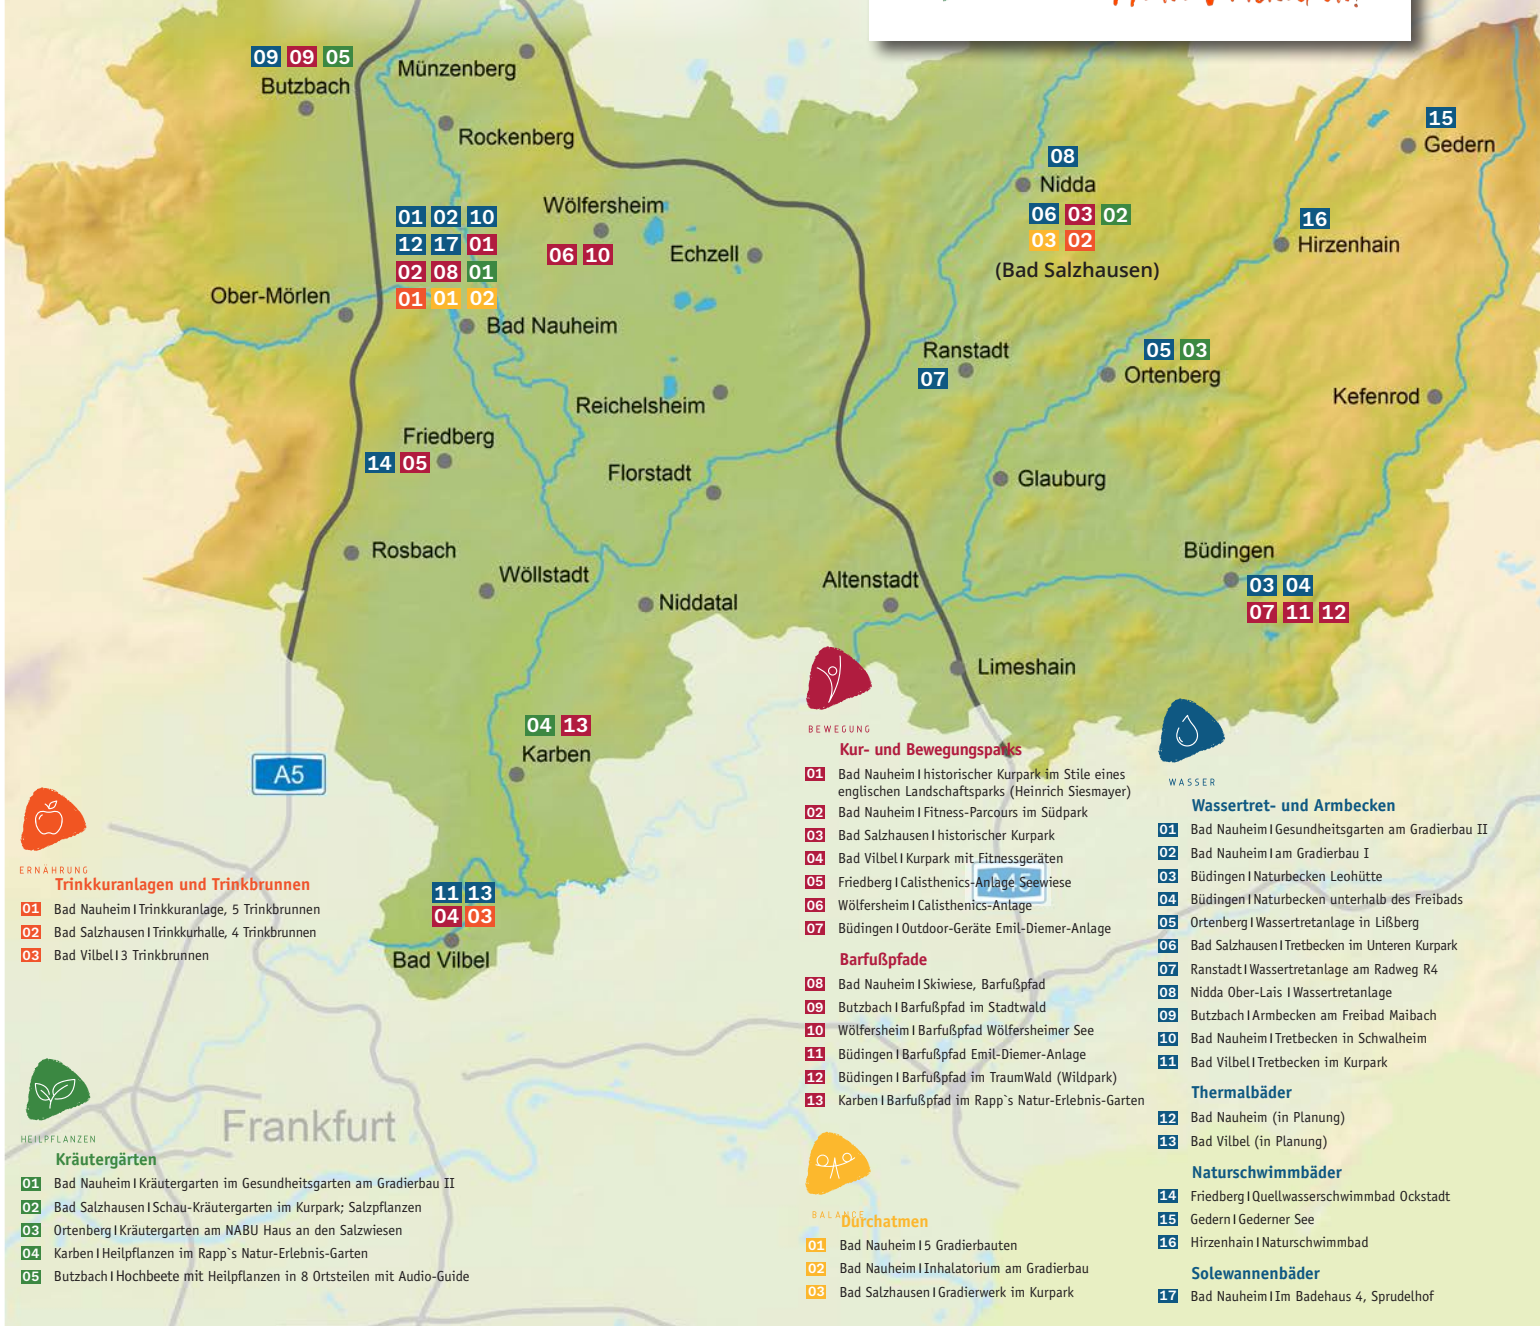 09 09 05
Butzbach
Münzenberg
Rockenberg
15
Gedern
08
Nidda
06 03 02
03 02
(Bad Salzhausen)
16
Hirzenhain
01 02 10
12 17 01
02 08 01
01 01 02
Bad Nauheim
Wölfersheim
06 10
Echzell
Ober-Mörlen
Ranstadt
07
05 03
Ortenberg
Kefenrod
Reichelsheim
Friedberg
14 05
Florstadt
Glauburg
Rosbach
Wöllstadt
Niddatal
Altenstadt
Büdingen
03 04
07 11 12
Limeshain
04 13
Karben
A5
A45
11 13
04 03
Bad Vilbel
Frankfurt
ERNÄHRUNG
Trinkkuranlagen und Trinkbrunnen
01 Bad Nauheim I Trinkkuranlage, 5 Trinkbrunnen
02 Bad Salzhausen I Trinkkurhalle, 4 Trinkbrunnen
03 Bad Vilbel I 3 Trinkbrunnen
HEILPFLANZEN
Kräutergärten
01 Bad Nauheim I Kräutergarten im Gesundheitsgarten am Gradierbau II
02 Bad Salzhausen I Schau-Kräutergarten im Kurpark; Salzpflanzen
03 Ortenberg I Kräutergarten am NABU Haus an den Salzwiesen
04 Karben I Heilpflanzen im Rapp`s Natur-Erlebnis-Garten
05 Butzbach I Hochbeete mit Heilpflanzen in 8 Ortsteilen mit Audio-Guide
BEWEGUNG
Kur- und Bewegungsparks
01 Bad Nauheim I historischer Kurpark im Stile eines
englischen Landschaftsparks (Heinrich Siesmayer)
02 Bad Nauheim I Fitness-Parcours im Südpark
03 Bad Salzhausen I historischer Kurpark
04 Bad Vilbel I Kurpark mit Fitnessgeräten
05 Friedberg I Calisthenics-Anlage Seewiese
06 Wölfersheim I Calisthenics-Anlage
07 Büdingen I Outdoor-Geräte Emil-Diemer-Anlage
Barfußpfade
08 Bad Nauheim I Skiwiese, Barfußpfad
09 Butzbach I Barfußpfad im Stadtwald
10 Wölfersheim I Barfußpfad Wölfersheimer See
11 Büdingen I Barfußpfad Emil-Diemer-Anlage
12 Büdingen I Barfußpfad im TraumWald (Wildpark)
13 Karben I Barfußpfad im Rapp`s Natur-Erlebnis-Garten
BALANCE
Durchatmen
01 Bad Nauheim I 5 Gradierbauten
02 Bad Nauheim I Inhalatorium am Gradierbau
03 Bad Salzhausen I Gradierwerk im Kurpark
WASSER
Wassertret- und Armbecken
01 Bad Nauheim I Gesundheitsgarten am Gradierbau II
02 Bad Nauheim I am Gradierbau I
03 Büdingen I Naturbecken Leohütte
04 Büdingen I Naturbecken unterhalb des Freibads
05 Ortenberg I Wassertretanlage in Lißberg
06 Bad Salzhausen I Tretbecken im Unteren Kurpark
07 Ranstadt I Wassertretanlage am Radweg R4
08 Nidda Ober-Lais I Wassertretanlage
09 Butzbach I Armbecken am Freibad Maibach
10 Bad Nauheim I Tretbecken in Schwalheim
11 Bad Vilbel I Tretbecken im Kurpark
Thermalbäder
12 Bad Nauheim (in Planung)
13 Bad Vilbel (in Planung)
Naturschwimmbäder
14 Friedberg I Quellwasserschwimmbad Ockstadt
15 Gedern I Gederner See
16 Hirzenhain I Naturschwimmbad
Solewannenbäder
17 Bad Nauheim I Im Badehaus 4, Sprudelhof